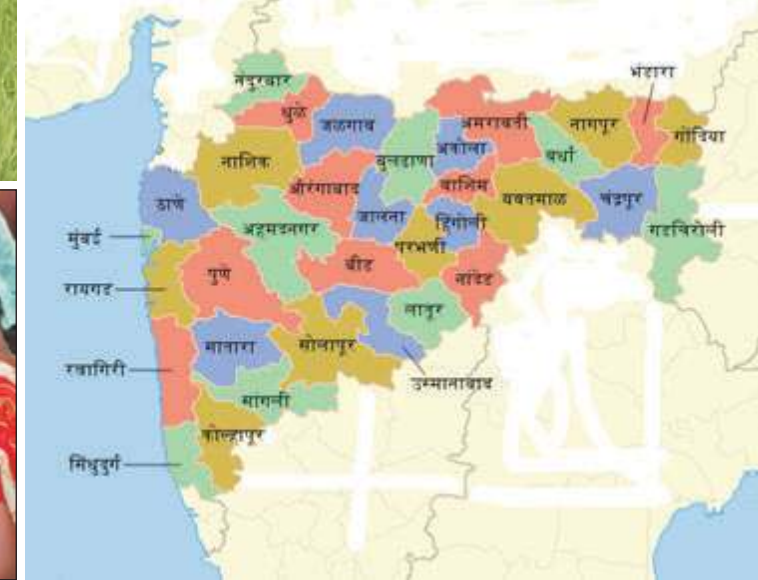 नंदुरबार
भंडारा
धुळे
जळगाव
अमरावती
नागपूर
गोंदिया
नाशिक
बुलढाणा
अकोला
वर्धा
औरंगाबाद
वाशिम
यवतमाळ
चंद्रपूर
ठाणे
जालना
हिंगोली
गडचिरोली
मुंबई
अहमदनगर
परभणी
पुणे
बीड
नांदेड
रायगड
लातूर
सातारा
सोलापूर
रत्नागिरी
उस्मानाबाद
सांगली
कोल्हापूर
सिंधुदुर्ग